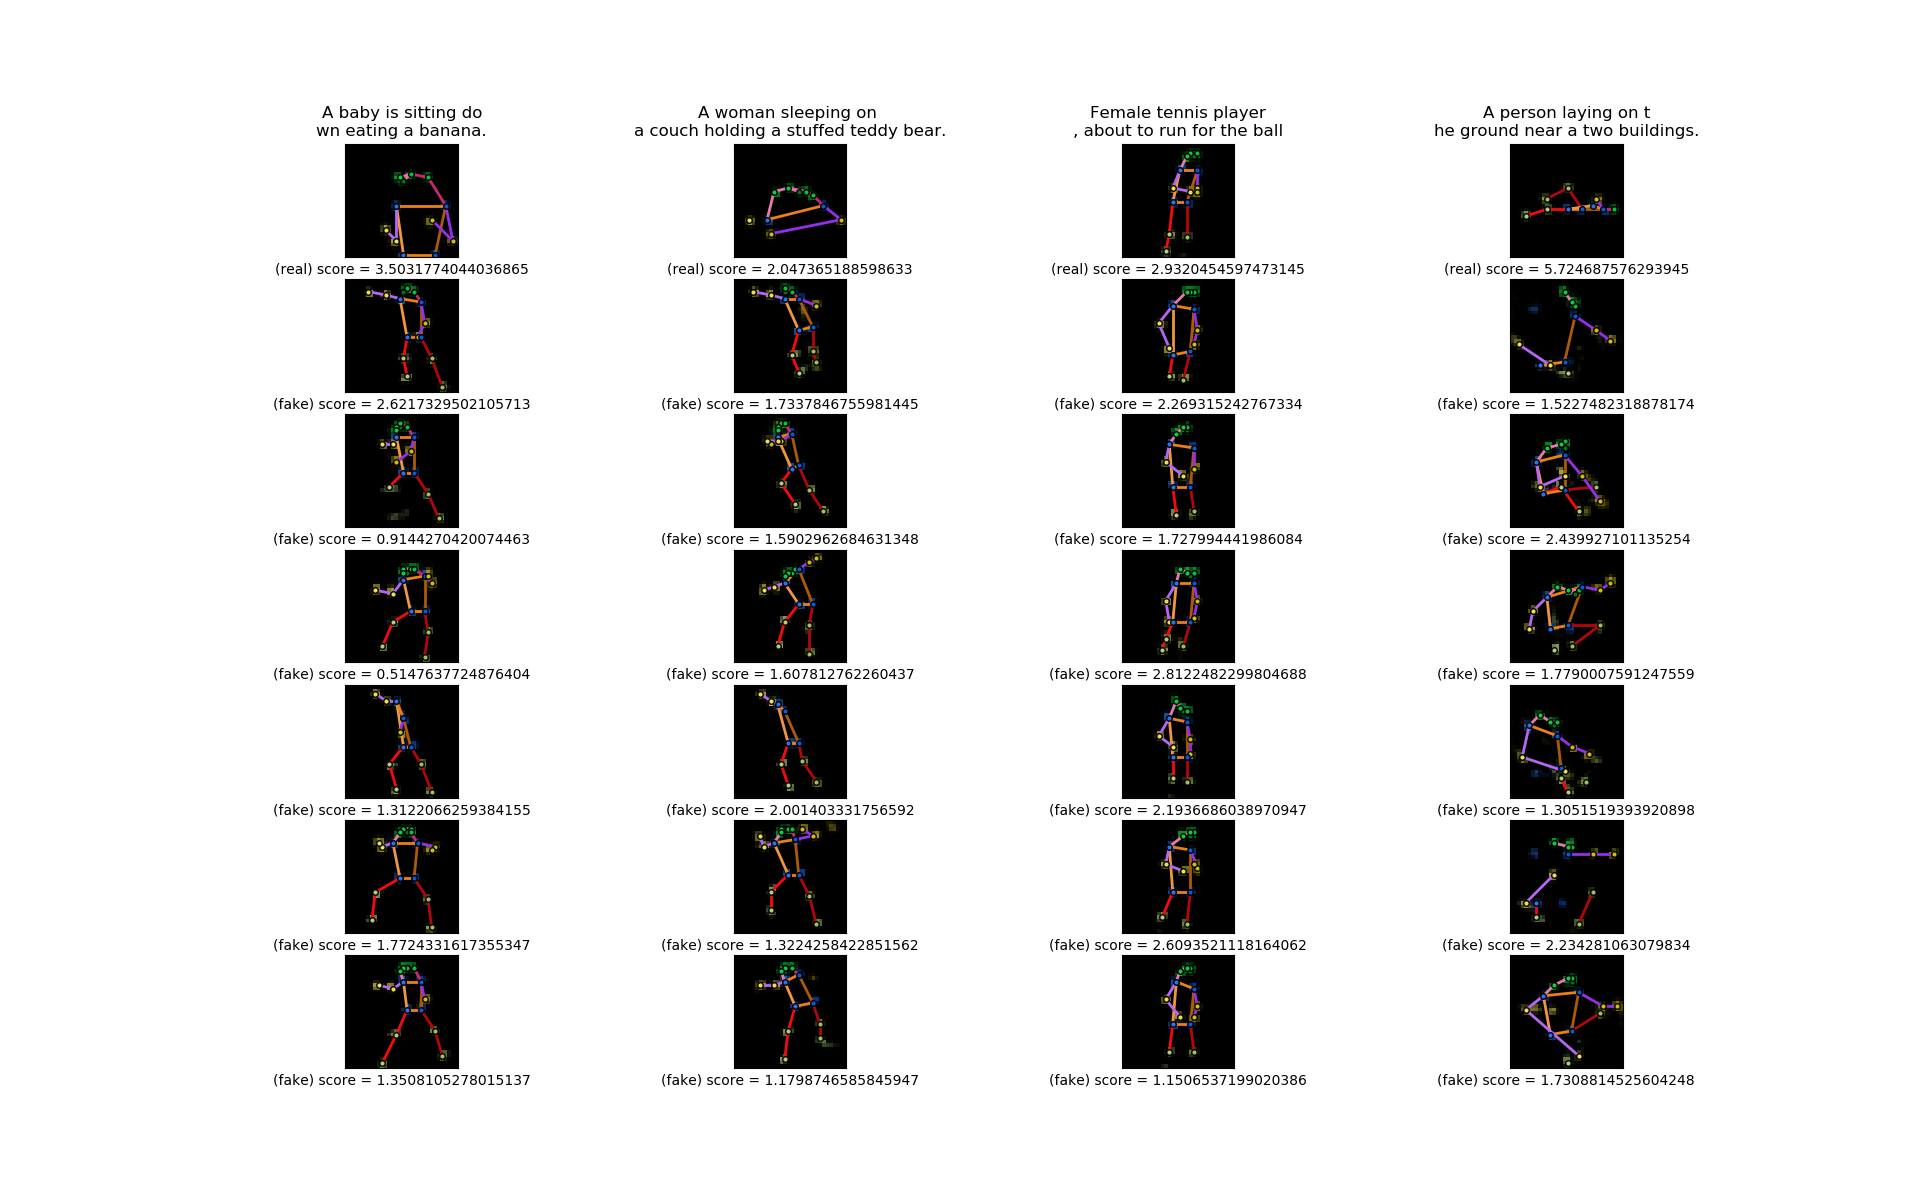 A baby is sitting do
wn eating a banana.
A woman sleeping on
a couch holding a stuffed teddy bear.
Female tennis player
, about to run for the ball
A person laying on t
he ground near a two buildings.
(real) score = 3.5031774044036865
(real) score = 2.047365188598633
(real) score = 2.9320454597473145
(real) score = 5.724687576293945
(fake) score = 2.6217329502105713
(fake) score = 1.7337846755981445
(fake) score = 2.269315242767334
(fake) score = 1.5227482318878174
(fake) score = 0.9144270420074463
(fake) score = 1.5902962684631348
(fake) score = 1.727994441986084
(fake) score = 2.439927101135254
(fake) score = 0.5147637724876404
(fake) score = 1.607812762260437
(fake) score = 2.8122482299804688
(fake) score = 1.7790007591247559
(fake) score = 1.3122066259384155
(fake) score = 2.001403331756592
(fake) score = 2.1936686038970947
(fake) score = 1.3051519393920898
(fake) score = 1.7724331617355347
(fake) score = 1.3224258422851562
(fake) score = 2.6093521118164062
(fake) score = 2.234281063079834
(fake) score = 1.3508105278015137
(fake) score = 1.1798746585845947
(fake) score = 1.1506537199020386
(fake) score = 1.7308814525604248